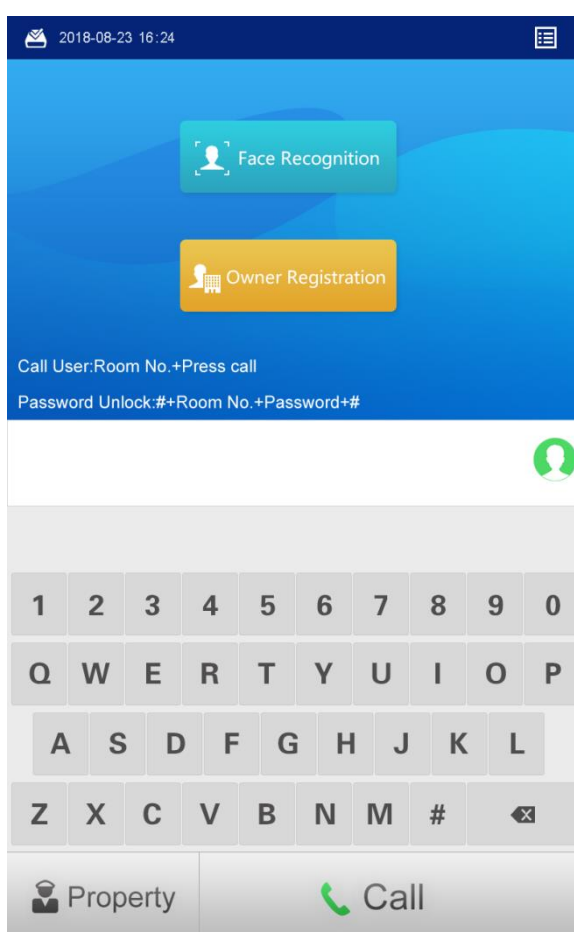 2018-08-23 16:24
Face Recognition
Owner Registration
Call User:Room No.+Press call
Password Unlock:#+Room No.+Password+#
1 2 3 4 5 6 7 8 9 0
Q W E R T Y U I O P
A S D F G H J K L
Z X C V B N M #
Property Call